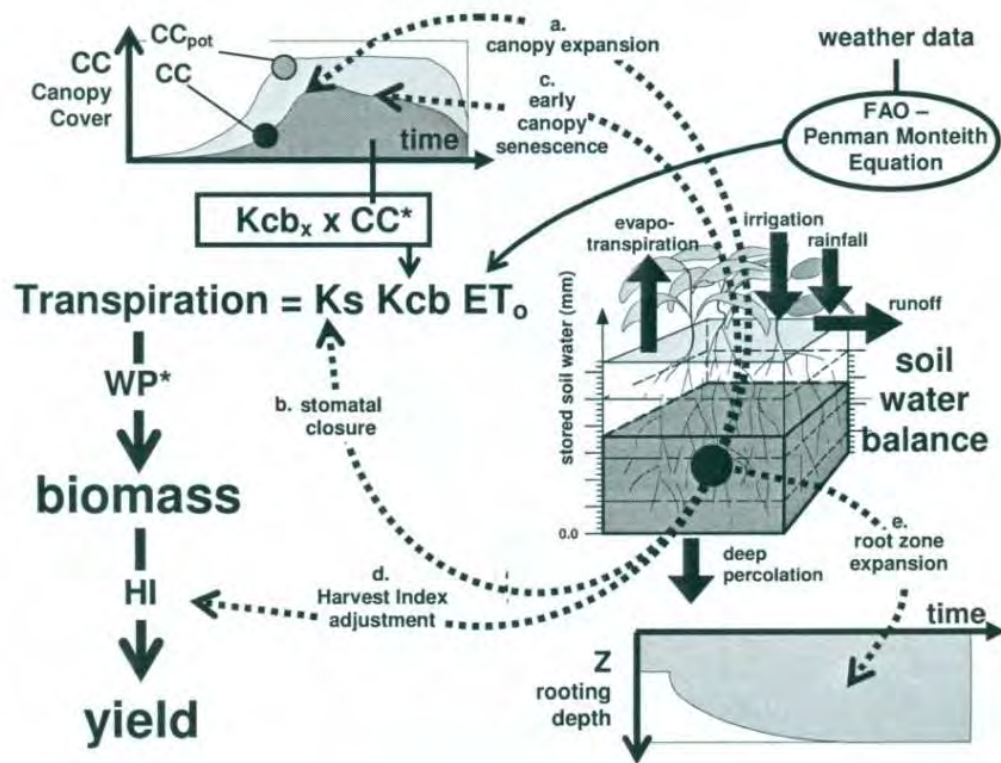 a.
canopy expansion
CCpot
CC
Canopy
Cover
CC
c.
early
canopy
senescence
time
weather data
FAO –
Penman Monteith
Equation
Kcbx x CC*
evapo-
transpiration
irrigation
rainfall
runoff
Transpiration = Ks Kcb ETo
stored soil water (mm)
soil
water
balance
WP*
b. stomatal
closure
biomass
0.0
deep
percolation
e.
root zone
expansion
d.
Harvest Index
adjustment
HI
time
Z
rooting
depth
yield